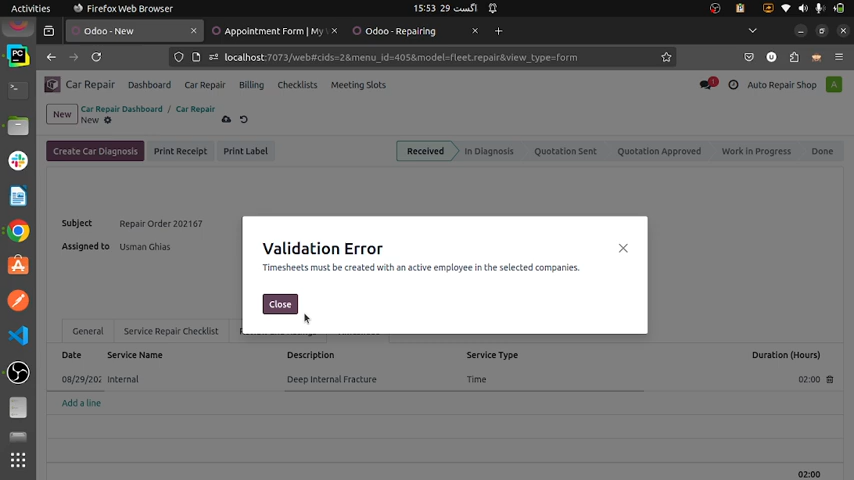 Activities
Firefox Web Browser
15:53 29 اگست
Odoo - New
Appointment Form | My
Odoo - Repairing
localhost:7073/web#cids=2&menu_id=405&model=fleet.repair&view_type=form
Car Repair
Dashboard
Car Repair
Billing
Checklists
Meeting Slots
1
Auto Repair Shop
A
New
Car Repair Dashboard / Car Repair
New
Create Car Diagnosis
Print Receipt
Print Label
Received
In Diagnosis
Quotation Sent
Quotation Approved
Work in Progress
Done
Subject
Repair Order 202167
Assigned to
Usman Ghias
Validation Error
Timesheets must be created with an active employee in the selected companies.
Close
General
Service Repair Checklist
Date
Service Name
Description
Service Type
Duration (Hours)
08/29/202
Internal
Deep Internal Fracture
Time
02:00
Add a line
02:00